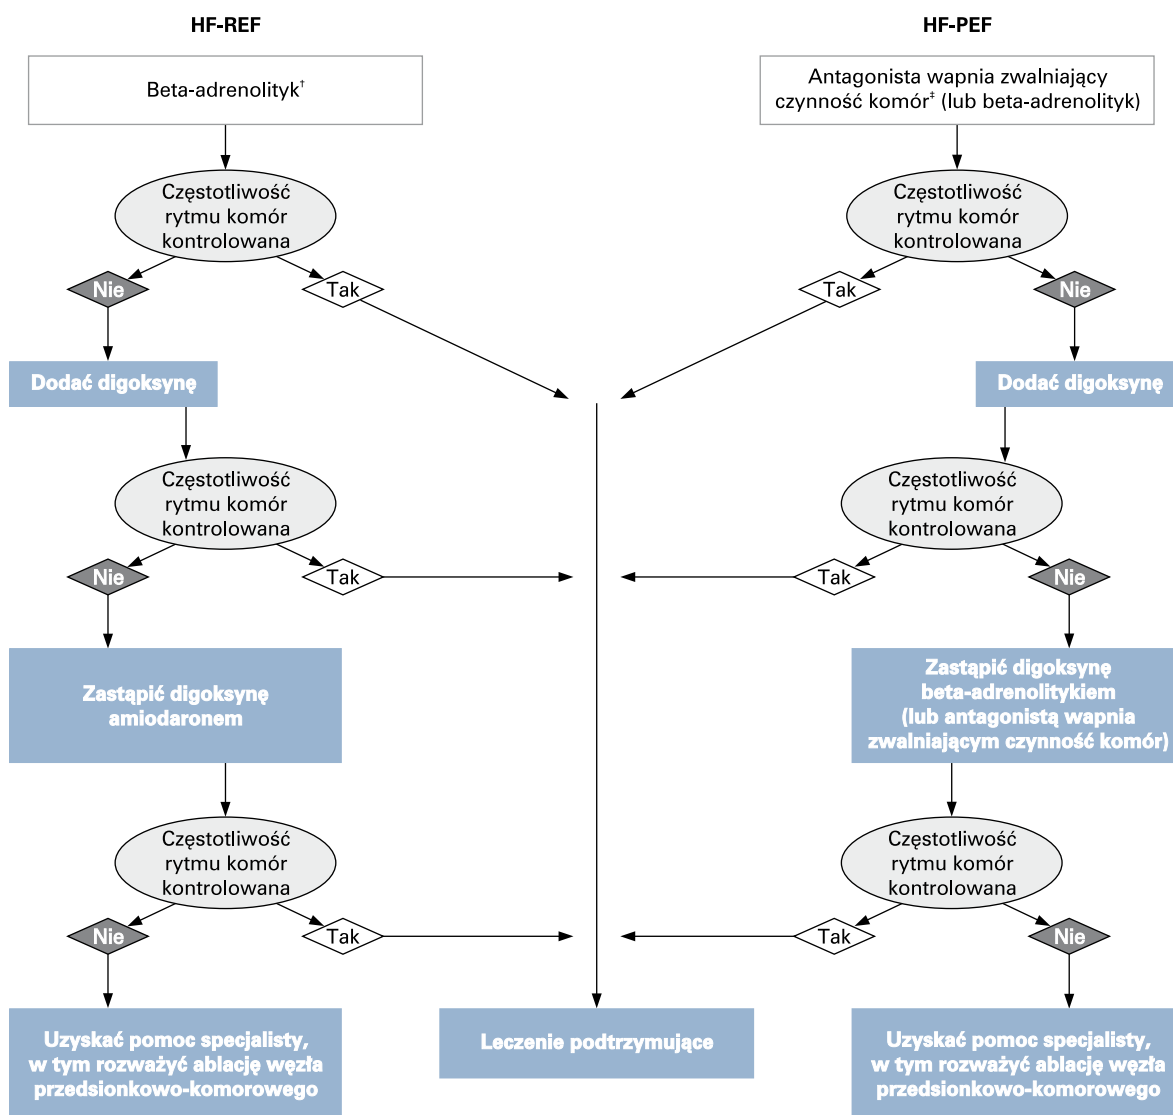 HF-REF
HF-PEF
Beta-adrenolityk†
Antagonista wapnia zwalniający
czynność komór‡ (lub beta-adrenolityk)
Częstotliwość
rytmu komór
kontrolowana
Częstotliwość
rytmu komór
kontrolowana
Nie
Tak
Tak
Nie
Dodać digoksynę
Dodać digoksynę
Częstotliwość
rytmu komór
kontrolowana
Częstotliwość
rytmu komór
kontrolowana
Nie
Tak
Tak
Nie
Zastąpić digoksynę
amiodaronem
Zastąpić digoksynę
beta-adrenolitykiem
(lub antagonistą wapnia
zwalniającym czynność komór)
Częstotliwość
rytmu komór
kontrolowana
Częstotliwość
rytmu komór
kontrolowana
Nie
Tak
Tak
Nie
Uzyskać pomoc specjalisty,
w tym rozważyć ablację węzła
przedsionkowo-komorowego
Leczenie podtrzymujące
Uzyskać pomoc specjalisty,
w tym rozważyć ablację węzła
przedsionkowo-komorowego